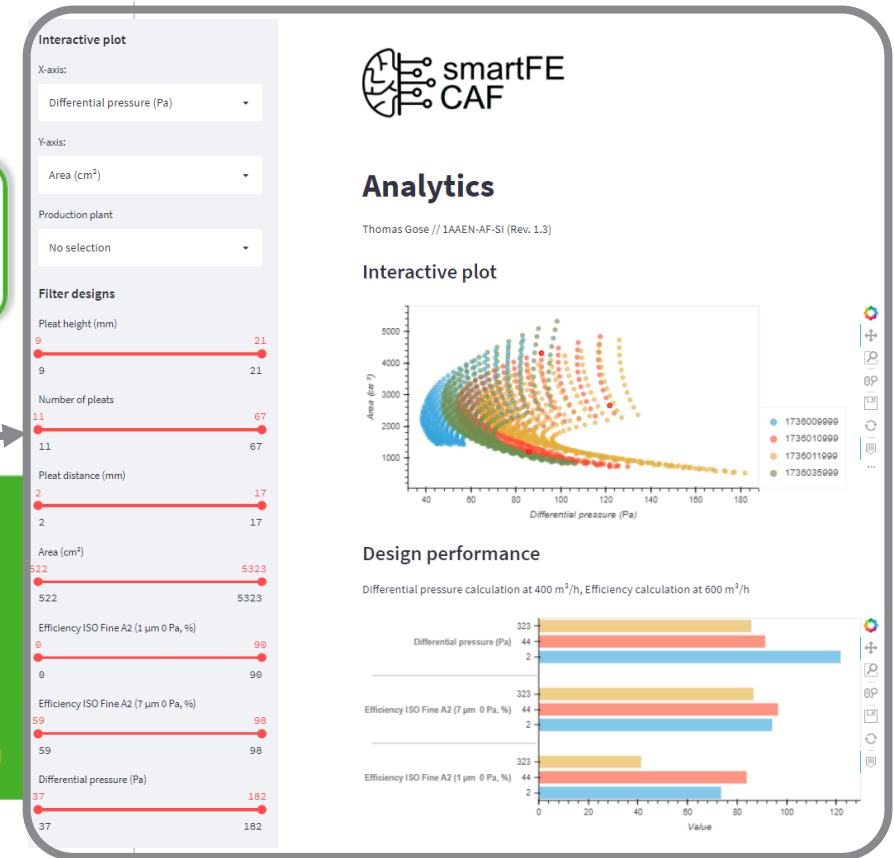 Interactive plot
X-axis:
Differential pressure (Pa)
Y-axis:
Area (cm²)
Production plant
No selection
Filter designs
Pleat height (mm)
9 21
9 21
Number of pleats
11 67
11 67
Pleat distance (mm)
2 17
2 17
Area (cm²)
522 5323
522 5323
Efficiency ISO Fine A2 (1 µm 0 Pa, %)
0 90
0 90
Efficiency ISO Fine A2 (7 µm 0 Pa, %)
59 98
59 98
Differential pressure (Pa)
37 182
37 182
smartFE
CAF
Analytics
Thomas Gose // 1AAEN-AF-SI (Rev. 1.3)
Interactive plot
Area (cm²)
5000
4000
3000
2000
1000
40 60 80 100 120 140 160 180
Differential pressure (Pa)
1736009999
1736010999
1736011999
1736035999
Design performance
Differential pressure calculation at 400 m³/h, Efficiency calculation at 600 m³/h
323
Differential pressure (Pa) 44
2
323
Efficiency ISO Fine A2 (7 µm 0 Pa, %) 44
2
323
Efficiency ISO Fine A2 (1 µm 0 Pa, %) 44
2
0 20 40 60 80 100 120
Value